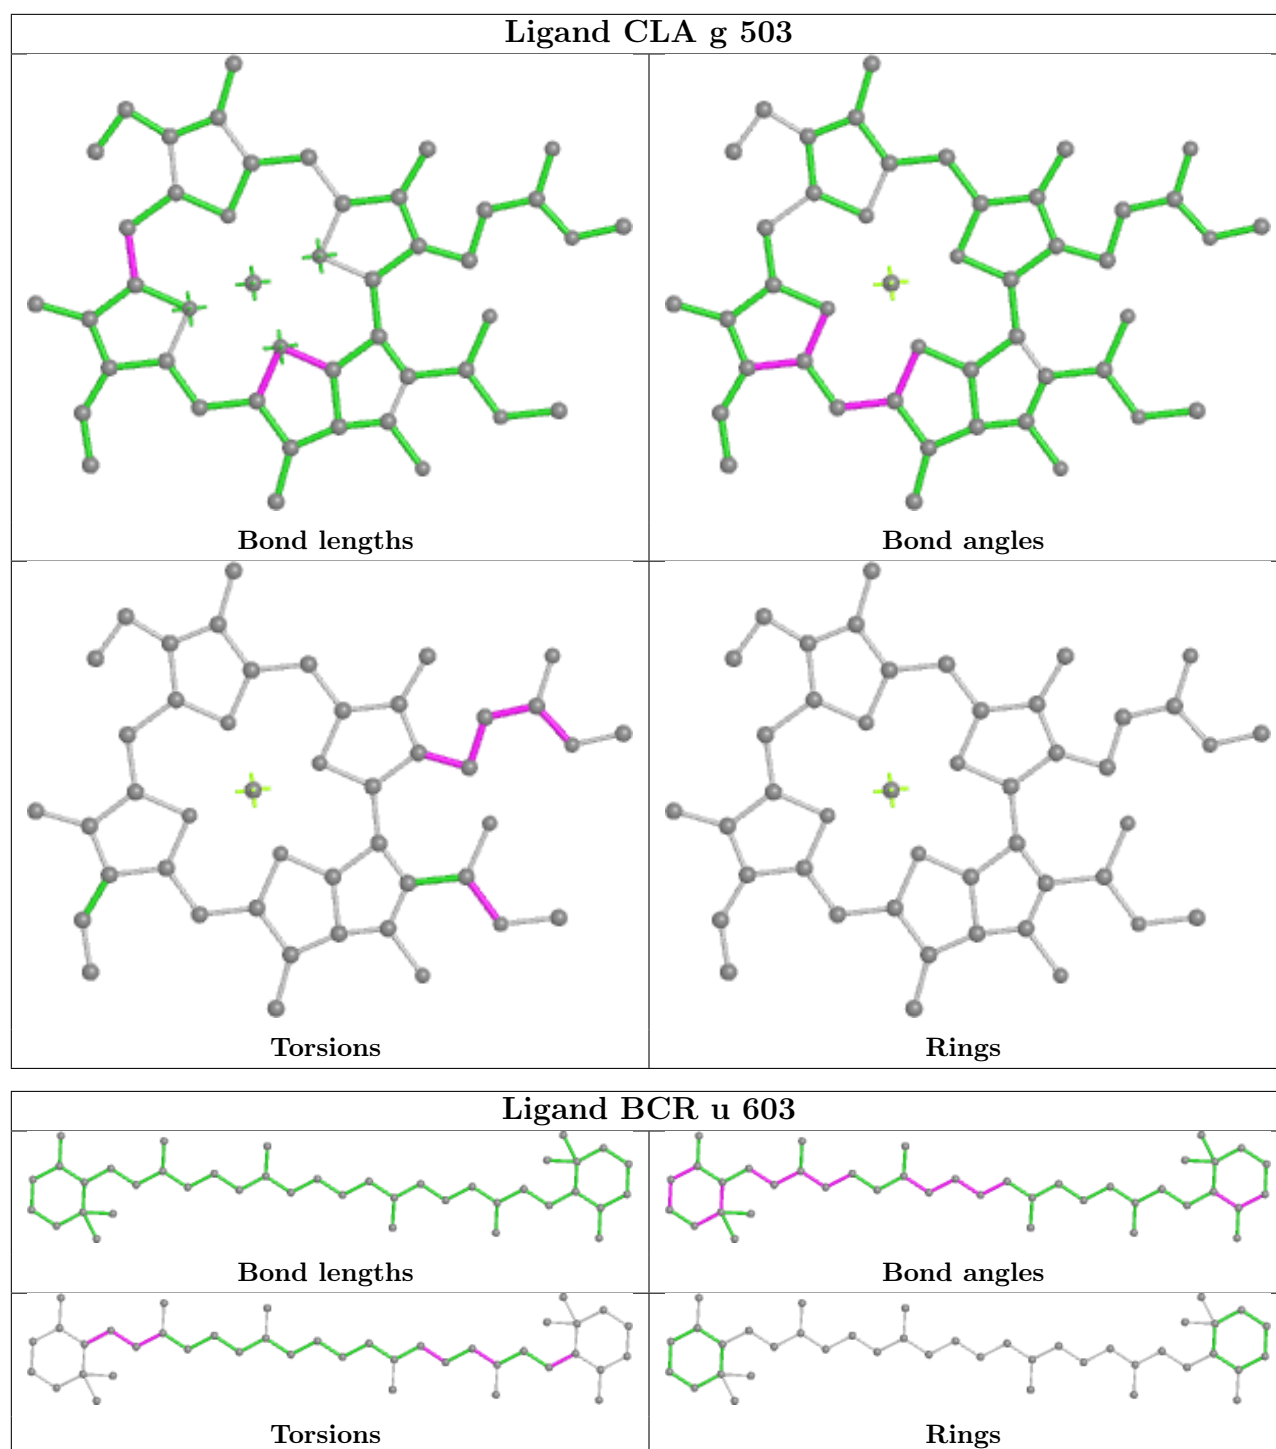 Ligand CLA g 503
Bond lengths
Bond angles
Torsions
Rings
Ligand BCR u 603
Bond lengths
Bond angles
Torsions
Rings